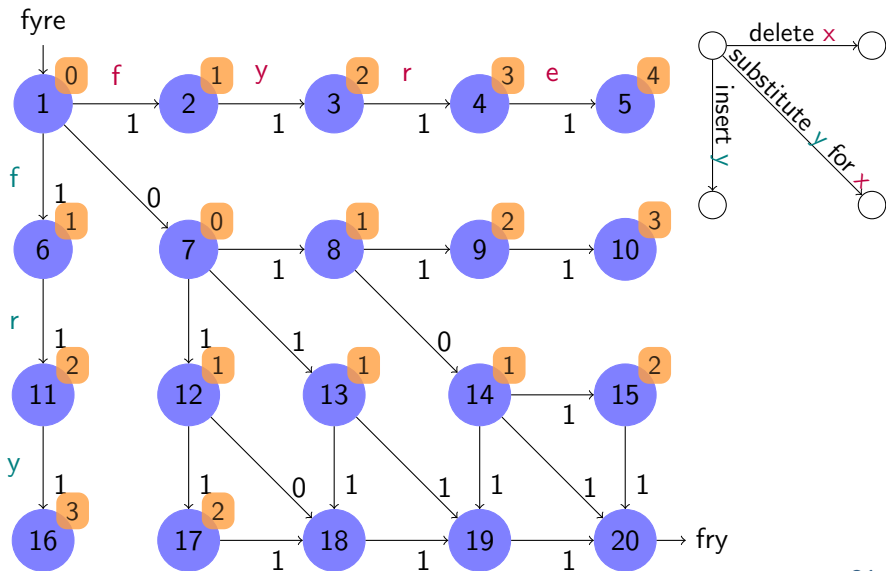 fyre
0 1 2 3 4
f y r e
delete x
1 2 3 4 5
1 1 1 1
substitute y for x
insert y
f
1 0
1 0 1 2 3
6 7 8 9 10
1 1 1
r
1 1 1 0
2 1 1 1 2
11 12 13 14 15
1
y
1 1 0 1 1 1 1 1
3 2
16 17 18 19 20 fry
1 1 1